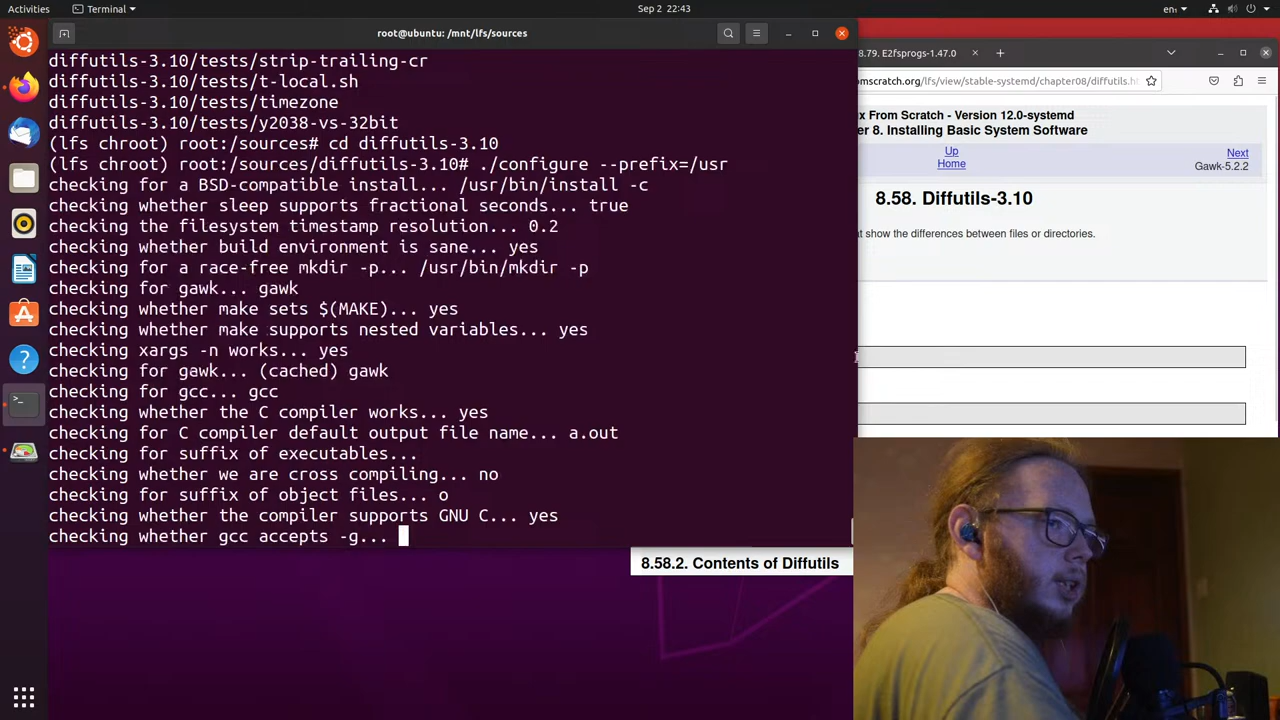 Activities
Terminal
Sep 2 22:43
en
root@ubuntu: /mnt/lfs/sources
diffutils-3.10/tests/strip-trailing-cr
diffutils-3.10/tests/t-local.sh
diffutils-3.10/tests/timezone
diffutils-3.10/tests/y2038-vs-32bit
(lfs chroot) root:/sources# cd diffutils-3.10
(lfs chroot) root:/sources/diffutils-3.10# ./configure --prefix=/usr
checking for a BSD-compatible install... /usr/bin/install -c
checking whether sleep supports fractional seconds... true
checking the filesystem timestamp resolution... 0.2
checking whether build environment is sane... yes
checking for a race-free mkdir -p... /usr/bin/mkdir -p
checking for gawk... gawk
checking whether make sets $(MAKE)... yes
checking whether make supports nested variables... yes
checking xargs -n works... yes
checking for gawk... (cached) gawk
checking for gcc... gcc
checking whether the C compiler works... yes
checking for C compiler default output file name... a.out
checking for suffix of executables...
checking whether we are cross compiling... no
checking for suffix of object files... o
checking whether the compiler supports GNU C... yes
checking whether gcc accepts -g...
8.79. E2fsprogs-1.47.0
omscratch.org/lfs/view/stable-systemd/chapter08/diffutils.h
x From Scratch - Version 12.0-systemd
er 8. Installing Basic System Software
Up
Home
Next
Gawk-5.2.2
8.58. Diffutils-3.10
at show the differences between files or directories.
8.58.2. Contents of Diffutils